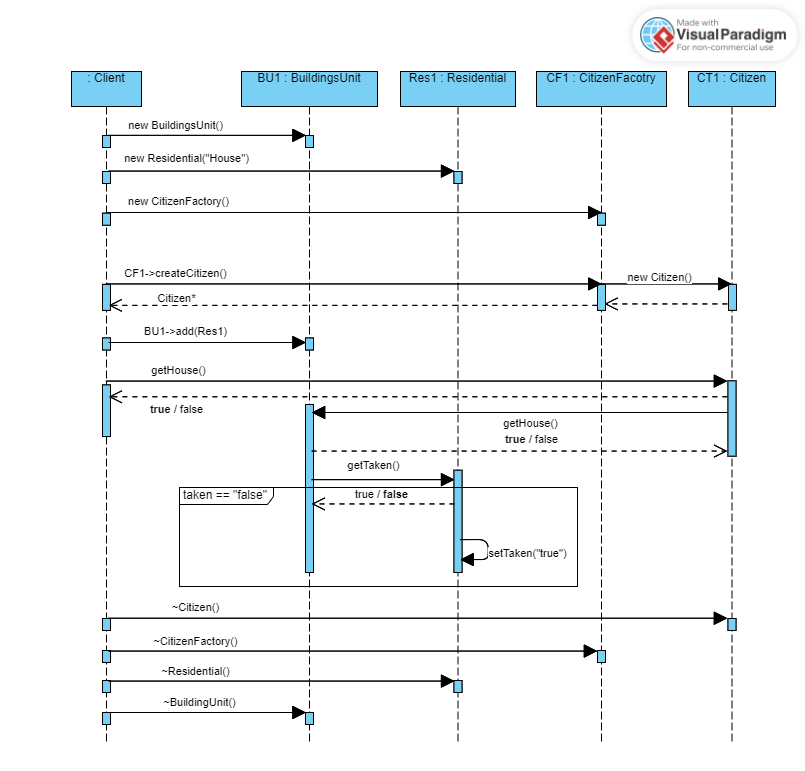 Made with
VisualParadigm
For non-commercial use
: Client
BU1 : BuildingsUnit
Res1 : Residential
CF1 : CitizenFacotry
CT1 : Citizen
new BuildingsUnit()
new Residential("House")
new CitizenFactory()
CF1->createCitizen()
new Citizen()
Citizen*
BU1->add(Res1)
getHouse()
true / false
getHouse()
true / false
getTaken()
taken == "false"
true / false
setTaken("true")
~Citizen()
~CitizenFactory()
~Residential()
~BuildingUnit()